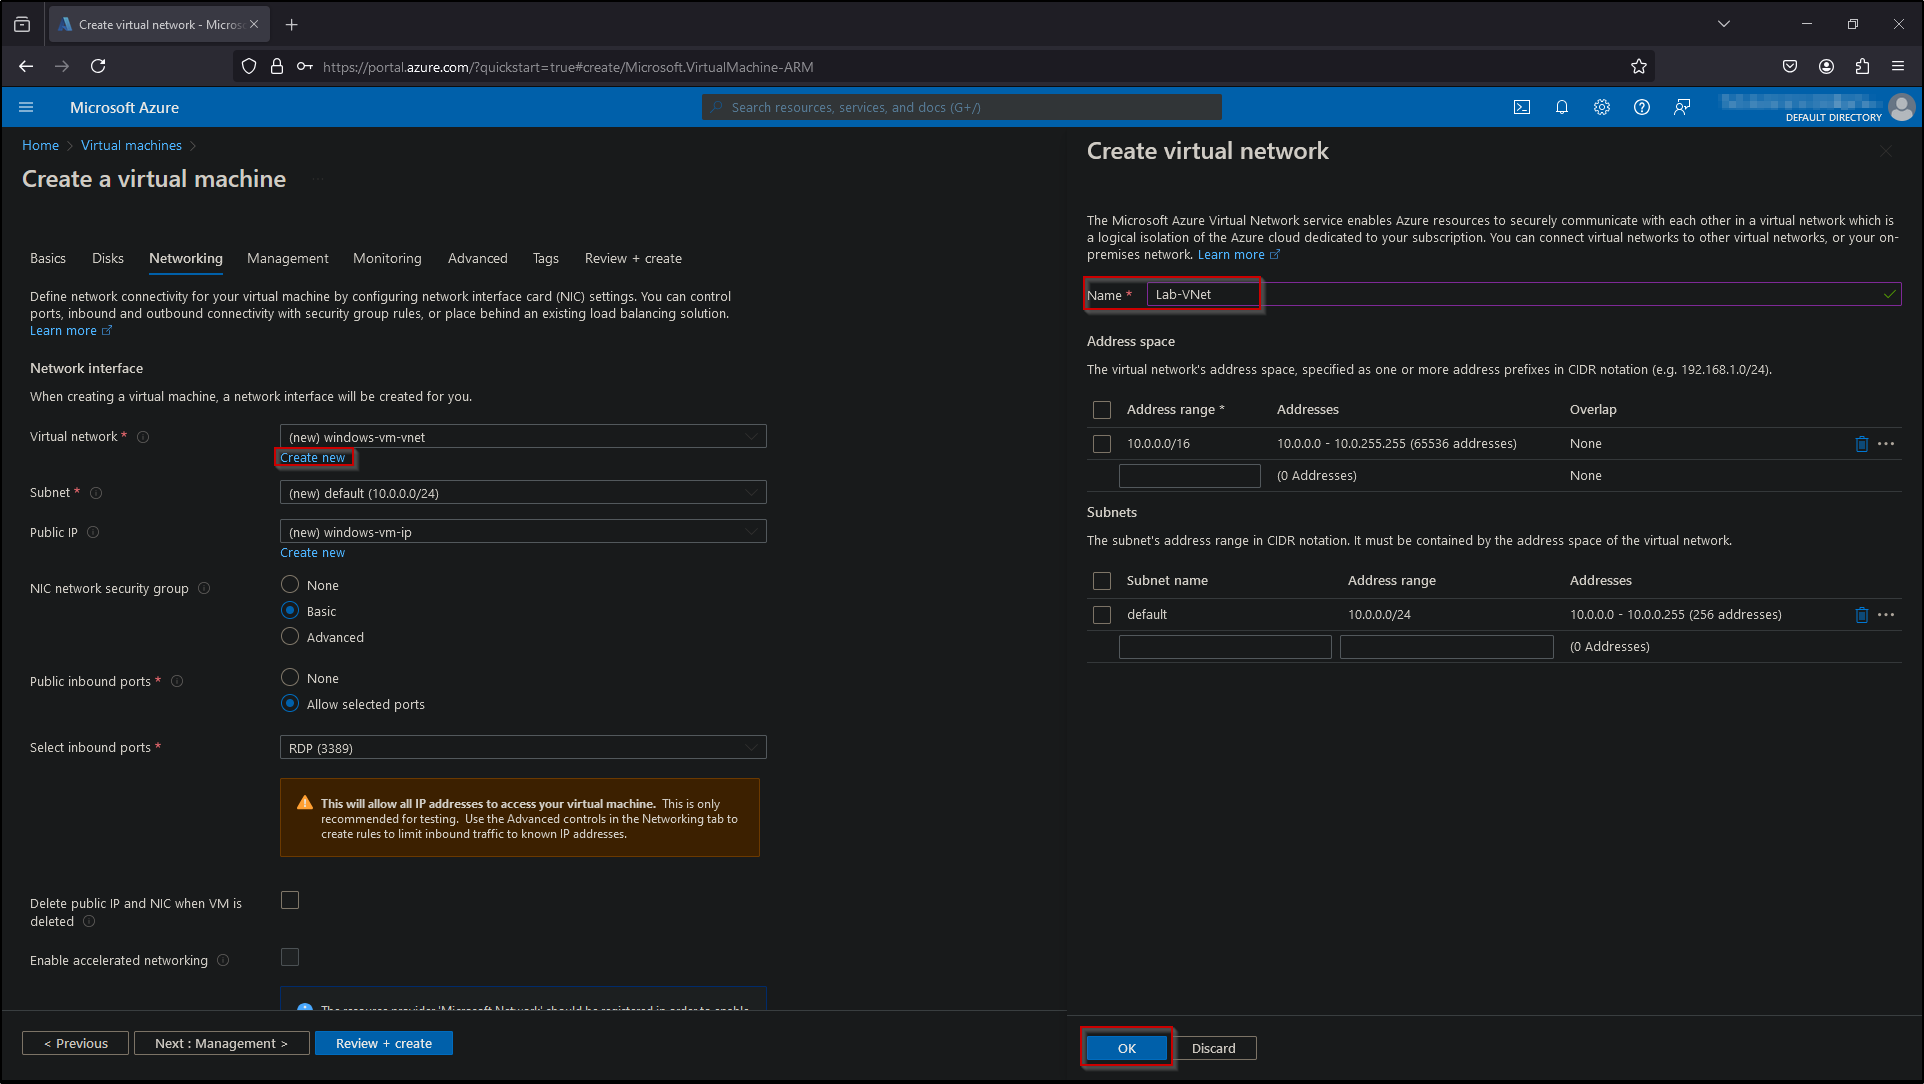 Create virtual network - Micros
https://portal.azure.com/?quickstart=true#create/Microsoft.VirtualMachine-ARM
Microsoft Azure
Search resources, services, and docs (G+/)
DEFAULT DIRECTORY
Home > Virtual machines >
Create a virtual machine
Basics Disks Networking Management Monitoring Advanced Tags Review + create
Define network connectivity for your virtual machine by configuring network interface card (NIC) settings. You can control
ports, inbound and outbound connectivity with security group rules, or place behind an existing load balancing solution.
Learn more
Network interface
When creating a virtual machine, a network interface will be created for you.
Virtual network *
(new) windows-vm-vnet
Create new
Subnet *
(new) default (10.0.0.0/24)
Public IP
(new) windows-vm-ip
Create new
NIC network security group
None
Basic
Advanced
Public inbound ports *
None
Allow selected ports
Select inbound ports *
RDP (3389)
This will allow all IP addresses to access your virtual machine. This is only
recommended for testing. Use the Advanced controls in the Networking tab to
create rules to limit inbound traffic to known IP addresses.
Delete public IP and NIC when VM is
deleted
Enable accelerated networking
The resource provider 'Microsoft.Network' should be registered in order to enable
< Previous
Next : Management >
Review + create
Create virtual network
The Microsoft Azure Virtual Network service enables Azure resources to securely communicate with each other in a virtual network which is
a logical isolation of the Azure cloud dedicated to your subscription. You can connect virtual networks to other virtual networks, or your on-
premises network. Learn more
Name * Lab-VNet
Address space
The virtual network's address space, specified as one or more address prefixes in CIDR notation (e.g. 192.168.1.0/24).
Address range * Addresses Overlap
10.0.0.0/16 10.0.0.0 - 10.0.255.255 (65536 addresses) None
(0 Addresses) None
Subnets
The subnet's address range in CIDR notation. It must be contained by the address space of the virtual network.
Subnet name Address range Addresses
default 10.0.0.0/24 10.0.0.0 - 10.0.0.255 (256 addresses)
(0 Addresses)
OK
Discard